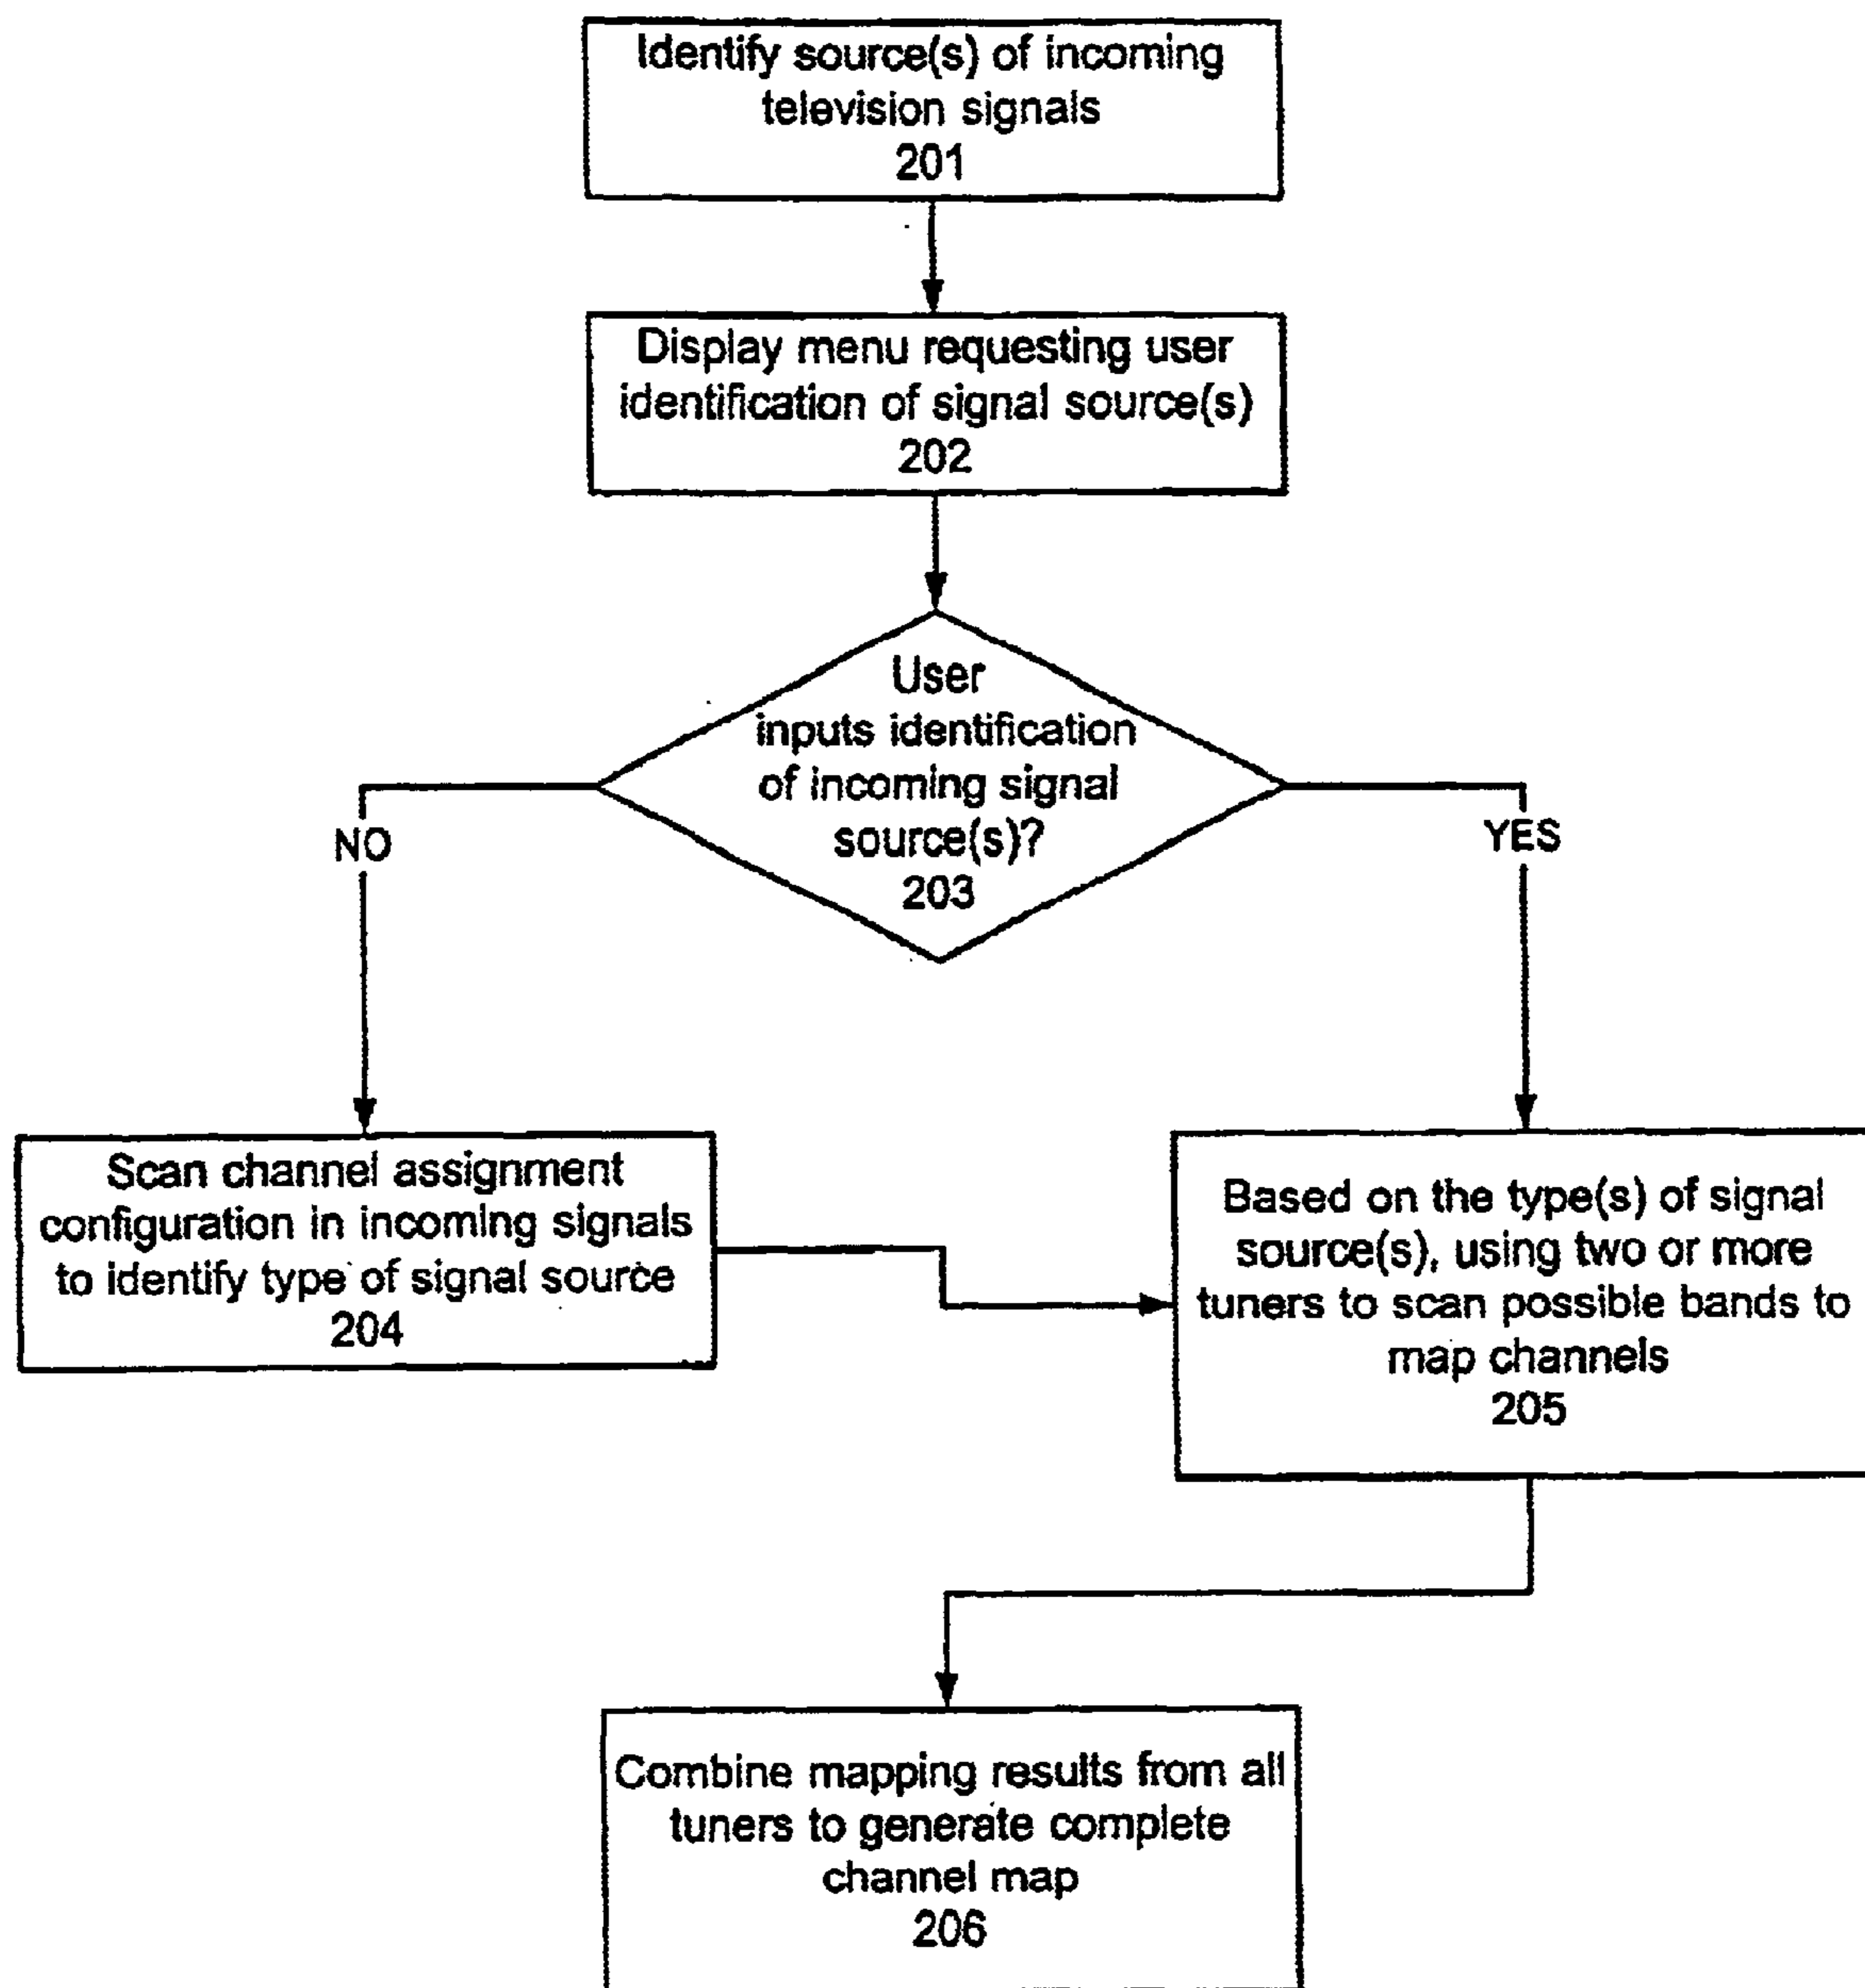 Identify source(s) of incoming
television signals
201
Display menu requesting user
identification of signal source(s)
202
User
inputs identification
of incoming signal
source(s)?
203
NO
YES
Scan channel assignment
configuration in incoming signals
to identify type of signal source
204
Based on the type(s) of signal
source(s), using two or more
tuners to scan possible bands to
map channels
205
Combine mapping results from all
tuners to generate complete
channel map
206